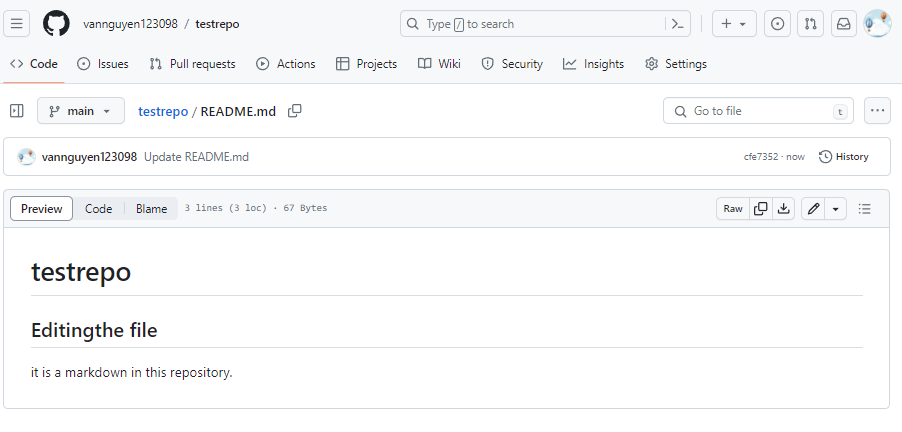 vannguyen123098 / testrepo
Type / to search
Code Issues Pull requests Actions Projects Wiki Security Insights Settings
main testrepo / README.md Go to file t
vannguyen123098 Update README.md cfe7352 · now History
Preview Code Blame 3 lines (3 loc) · 67 Bytes Raw
testrepo
Editingthe file
it is a markdown in this repository.